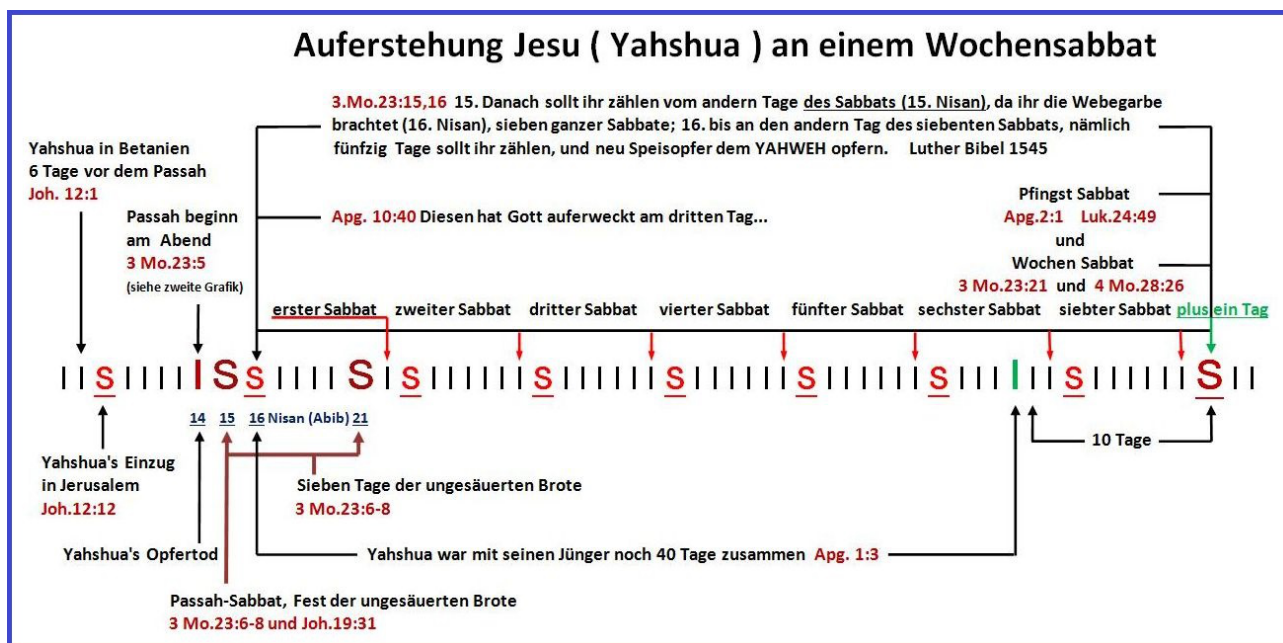 Auferstehung Jesu ( Yahshua ) an einem Wochensabbat
3.Mo.23:15,16 15. Danach sollt ihr zählen vom andern Tage des Sabbats (15. Nisan), da ihr die Webegarbe
brachtet (16. Nisan), sieben ganzer Sabbate; 16. bis an den andern Tag des siebenten Sabbats, nämlich
fünfzig Tage sollt ihr zählen, und neu Speisopfer dem YAHWEH opfern. Luther Bibel 1545
Yahshua in Betanien
6 Tage vor dem Passah
Joh. 12:1
Passah beginn
am Abend
3 Mo.23:5
(siehe zweite Grafik)
Apg. 10:40 Diesen hat Gott auferweckt am dritten Tag...
Pfingst Sabbat
Apg.2:1 Luk.24:49
und
Wochen Sabbat
3 Mo.23:21 und 4 Mo.28:26
erster Sabbat zweiter Sabbat dritter Sabbat vierter Sabbat fünfter Sabbat sechster Sabbat siebter Sabbat plus ein Tag
I I S I I I I I S S I I I I S I S I I I I I I S I I I I I I S I I I I I I S I I I I I I S I I I I I I S I I I I I I S I I
14 15 16 Nisan (Abib) 21
10 Tage
Yahshua's Einzug
in Jerusalem
Joh.12:12
Sieben Tage der ungesäuerten Brote
3 Mo.23:6-8
Yahshua's Opfertod
Yahshua war mit seinen Jünger noch 40 Tage zusammen Apg. 1:3
Passah-Sabbat, Fest der ungesäuerten Brote
3 Mo.23:6-8 und Joh.19:31